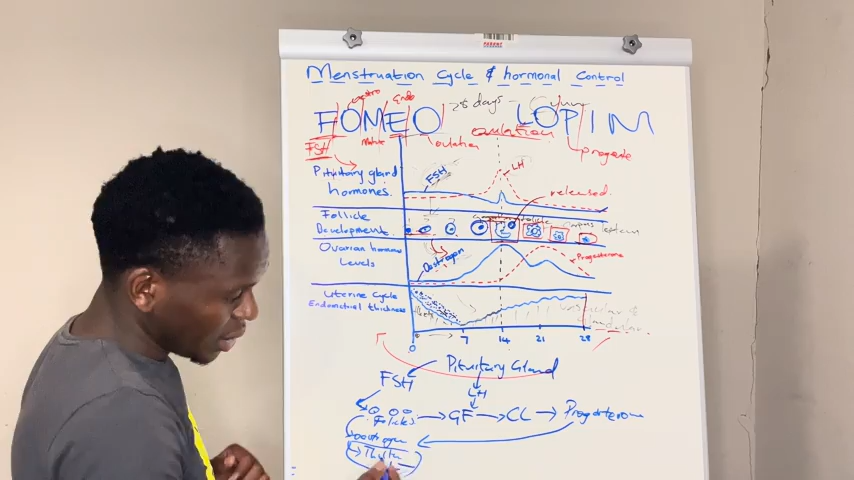 Menstruation Cycle & hormonal Control
FOMEO 28 days LOPIM
FSH
ovulation
ovulation
Pituitary gland
hormones.
FSH
LH
released.
Follicle
Development.
Ovarian hormone
Levels
Oestrogen
Progesterone
Uterine Cycle
Endometrial thickness
0 7 14 21 28
Pituitary Gland
FSH
LH
Follicles
GF CL Progesterone